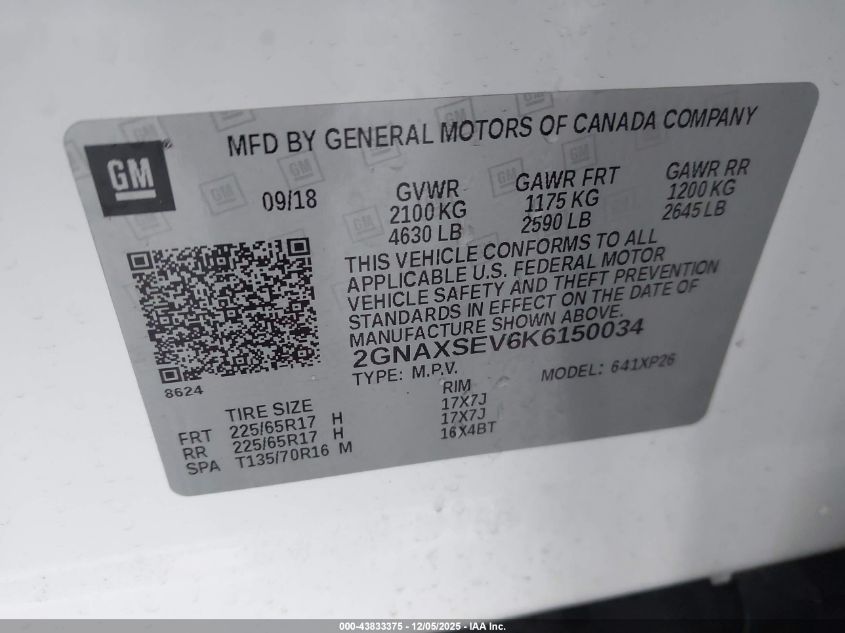 MFD BY GENERAL MOTORS OF CANADA COMPANY
GM®
09/18
GVWR
2100 KG
4630 LB
GAWR FRT
1175 KG
2590 LB
GAWR RR
1200 KG
2645 LB
THIS VEHICLE CONFORMS TO ALL
APPLICABLE U.S. FEDERAL MOTOR
VEHICLE SAFETY AND THEFT PREVENTION
STANDARDS IN EFFECT ON THE DATE OF
MANUFACTURE SHOWN ABOVE.
2GNAXSEV6K6150034
TYPE: M.P.V.
MODEL: 641XP26
8624
TIRE SIZE RIM
FRT 225/65R17 H 17X7J
RR 225/65R17 H 17X7J
SPA T135/70R16 M 16X4BT
000-43833375 - 12/05/2025 - IAA Inc.